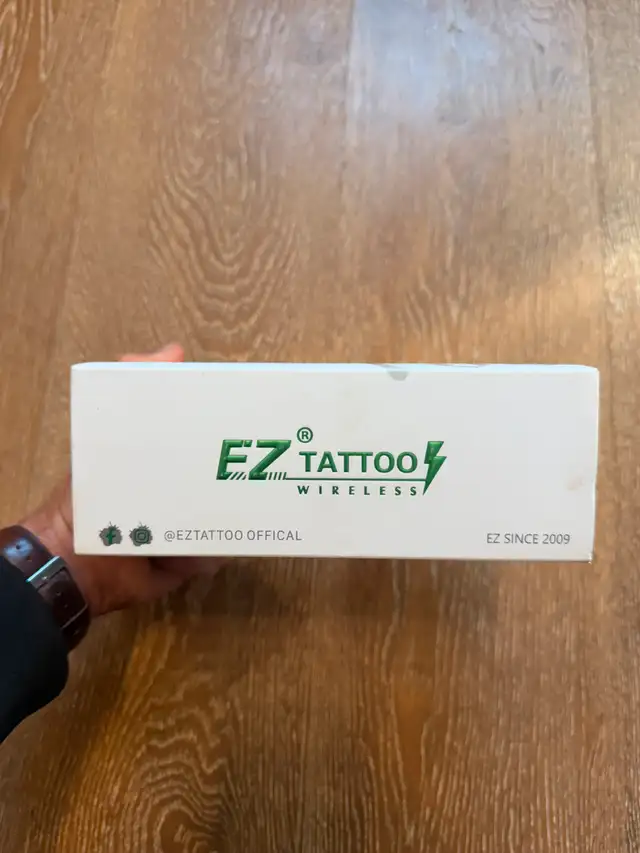 EZ® TATTOO
WIRELESS
@EZTATTOO OFFICAL
EZ SINCE 2009